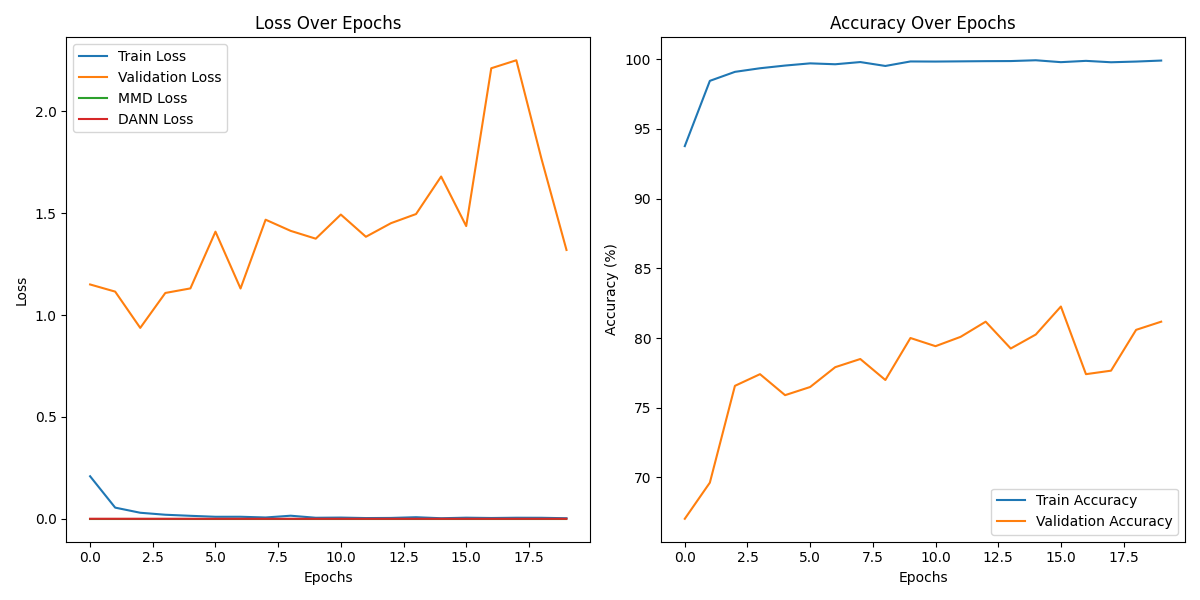 Loss Over Epochs
Train Loss
Validation Loss
MMD Loss
DANN Loss
2.0
1.5
1.0
0.5
0.0
Loss
0.0 2.5 5.0 7.5 10.0 12.5 15.0 17.5
Epochs
Accuracy Over Epochs
100
95
90
85
80
75
70
Accuracy (%)
Train Accuracy
Validation Accuracy
0.0 2.5 5.0 7.5 10.0 12.5 15.0 17.5
Epochs